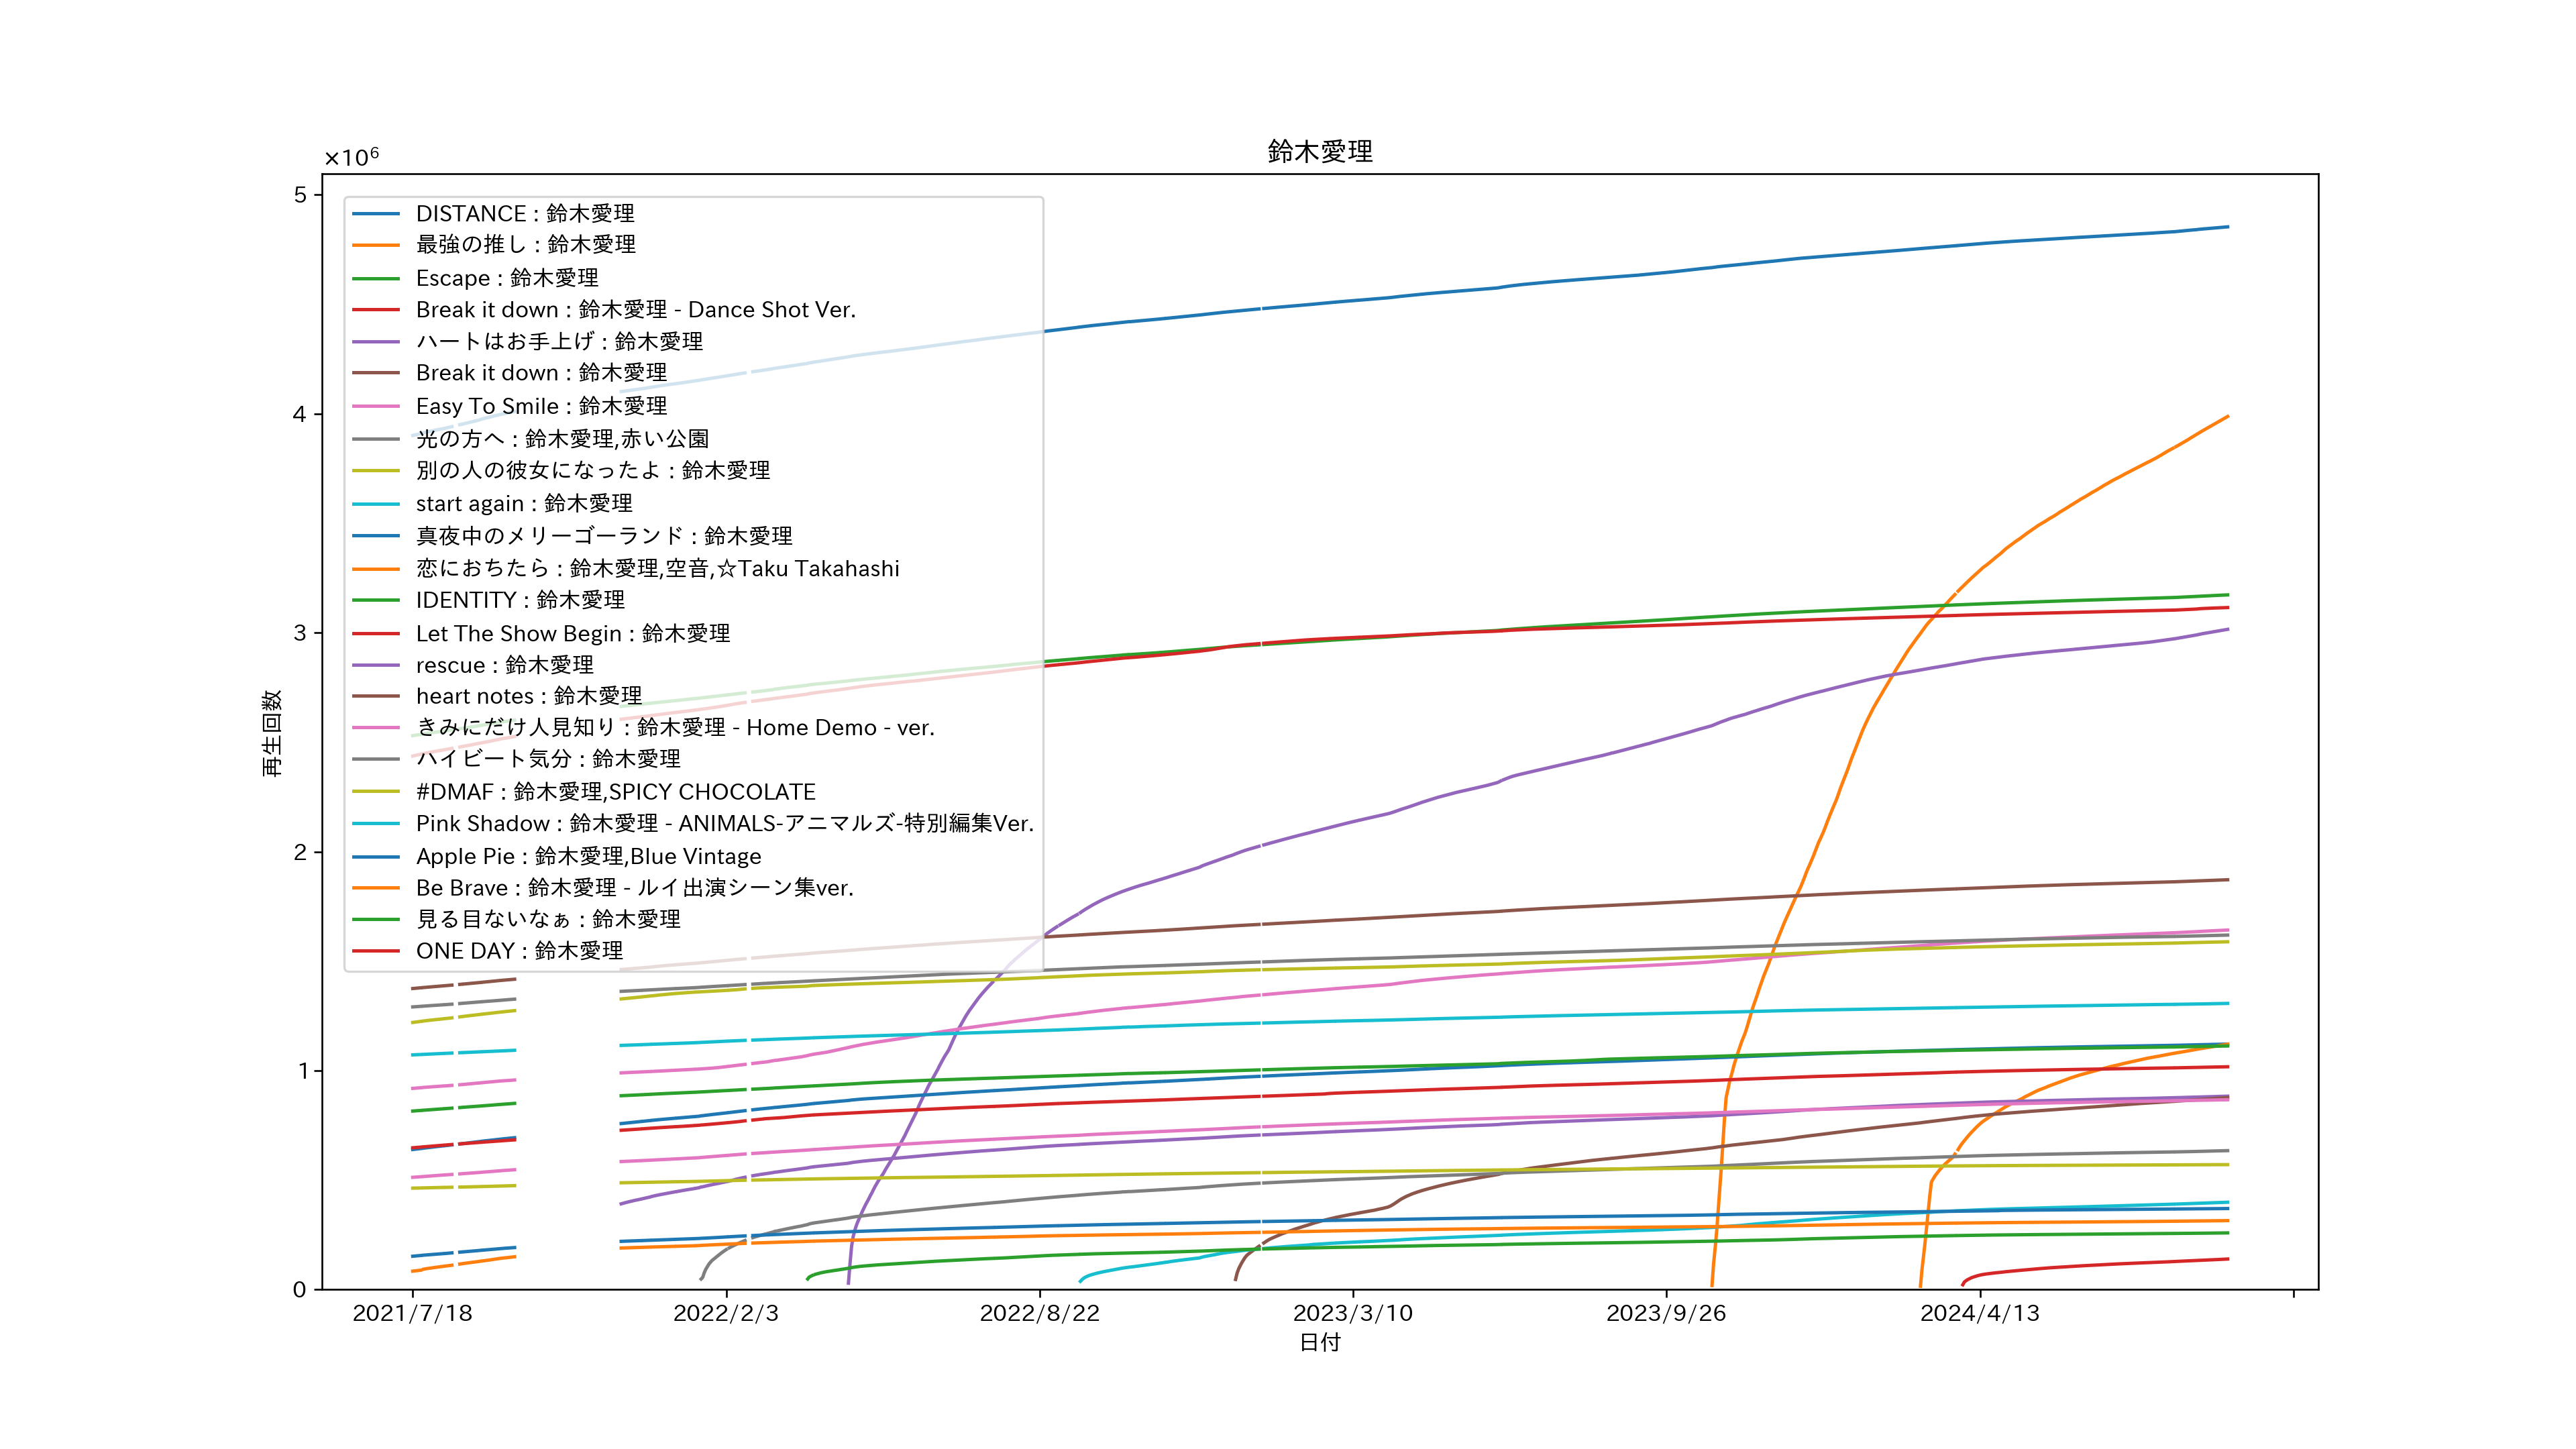 鈴木愛理
×10⁶
5
4
3
2
1
0
再生回数
DISTANCE : 鈴木愛理
最強の推し : 鈴木愛理
Escape : 鈴木愛理
Break it down : 鈴木愛理 - Dance Shot Ver.
ハートはお手上げ : 鈴木愛理
Break it down : 鈴木愛理
Easy To Smile : 鈴木愛理
光の方へ : 鈴木愛理,赤い公園
別の人の彼女になったよ : 鈴木愛理
start again : 鈴木愛理
真夜中のメリーゴーランド : 鈴木愛理
恋におちたら : 鈴木愛理,空音,☆Taku Takahashi
IDENTITY : 鈴木愛理
Let The Show Begin : 鈴木愛理
rescue : 鈴木愛理
heart notes : 鈴木愛理
きみにだけ人見知り : 鈴木愛理 - Home Demo - ver.
ハイビート気分 : 鈴木愛理
#DMAF : 鈴木愛理,SPICY CHOCOLATE
Pink Shadow : 鈴木愛理 - ANIMALS-アニマルズ-特別編集Ver.
Apple Pie : 鈴木愛理,Blue Vintage
Be Brave : 鈴木愛理 - ルイ出演シーン集ver.
見る目ないなぁ : 鈴木愛理
ONE DAY : 鈴木愛理
2021/7/18
2022/2/3
2022/8/22
2023/3/10
2023/9/26
2024/4/13
日付